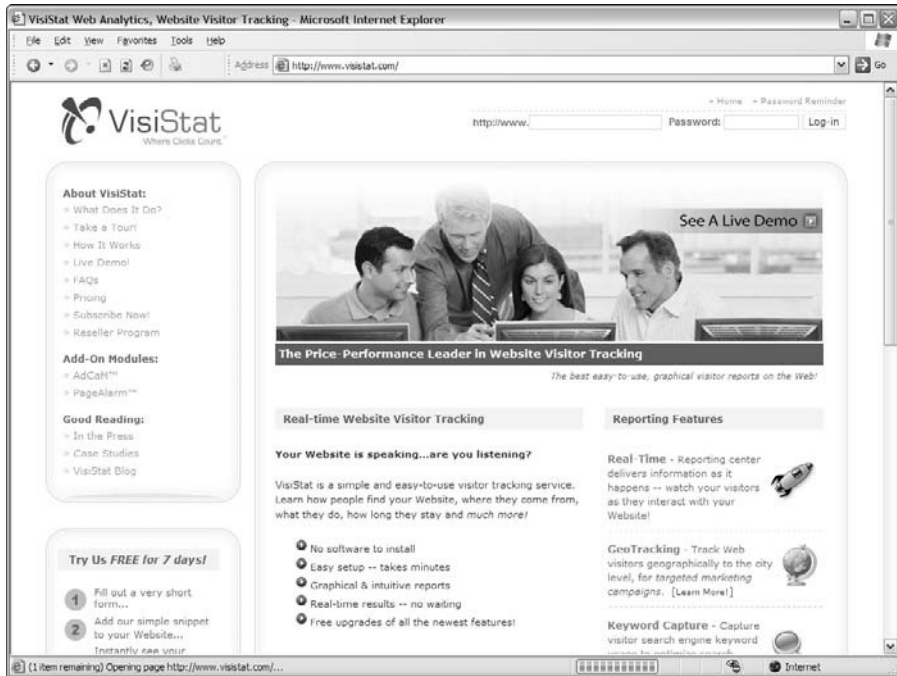 VisiStat Web Analytics, Website Visitor Tracking - Microsoft Internet Explorer
File Edit View Favorites Tools Help
Address http://www.visistat.com/ Go
Home Password Reminder
VisiStat
Where Clicks Count.
http://www. Password: Log-in
About VisiStat:
» What Does It Do?
» Take a Tour!
» How It Works
» Live Demo!
» FAQs
» Pricing
» Subscribe Now!
» Reseller Program
Add-On Modules:
» AdCaM™
» PageAlarm™
Good Reading:
» In the Press
» Case Studies
» VisiStat Blog
Try Us FREE for 7 days!
1 Fill out a very short
form...
2 Add our simple snippet
to your Website...
Instantly see your
See A Live Demo
The Price-Performance Leader in Website Visitor Tracking
The best easy-to-use, graphical visitor reports on the Web!
Real-time Website Visitor Tracking
Your Website is speaking...are you listening?
VisiStat is a simple and easy-to-use visitor tracking service.
Learn how people find your Website, where they come from,
what they do, how long they stay and much more!
No software to install
Easy setup -- takes minutes
Graphical & intuitive reports
Real-time results -- no waiting
Free upgrades of all the newest features!
Reporting Features
Real-Time - Reporting center
delivers information as it
happens -- watch your visitors
as they interact with your
Website!
GeoTracking - Track Web
visitors geographically to the city
level, for targeted marketing
campaigns. [Learn More!]
Keyword Capture - Capture
visitor search engine keyword
usage to optimize search
(1 item remaining) Opening page http://www.visistat.com/...
Internet